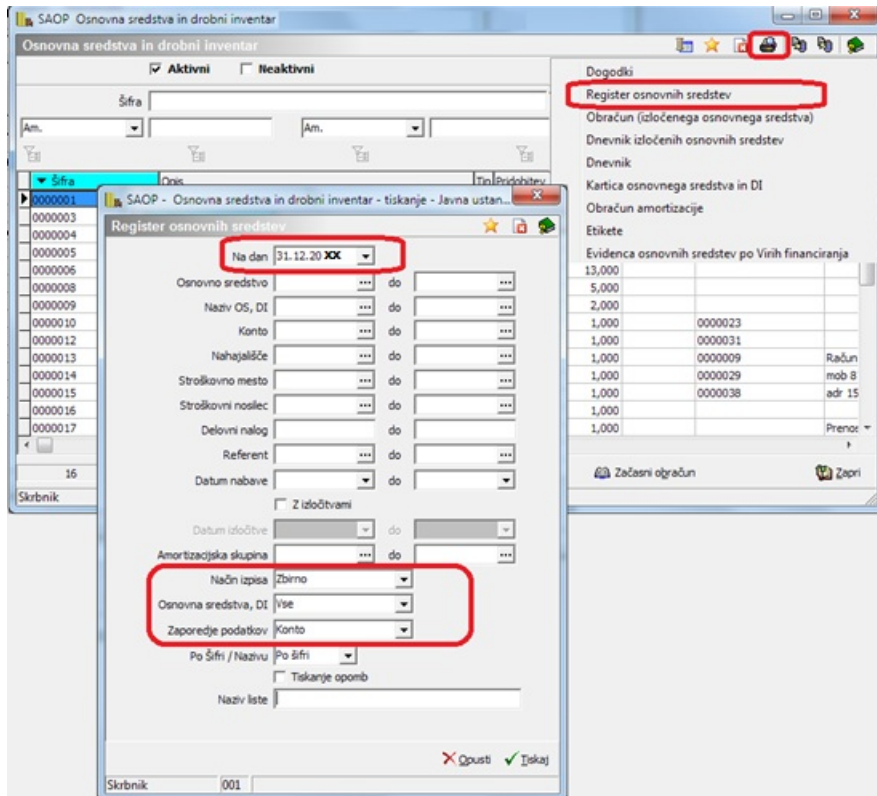 SAOP Osnovna sredstva in drobni inventar
Osnovna sredstva in drobni inventar
Aktivni Neaktivni
Šifra
Am. Am.
Šifra Opis Tip Pridobitev
Dogodki
Register osnovnih sredstev
Obračun (izločenega osnovnega sredstva)
Dnevnik izločenih osnovnih sredstev
Dnevnik
Kartica osnovnega sredstva in DI
Obračun amortizacije
Etikete
Evidenca osnovnih sredstev po Virih financiranja
0000001
0000003
0000004
0000005
0000006 13,000
0000008 5,000
0000009 2,000
0000010 1,000 0000023
0000012 1,000 0000031
0000013 1,000 0000009 Račun
0000014 1,000 0000029 mob 8
0000015 1,000 0000038 adr 15
0000016 1,000
0000017 1,000 Prenos
16 Začasni obračun Zapri
Skrbnik
SAOP - Osnovna sredstva in drobni inventar - tiskanje - Javna ustan...
Register osnovnih sredstev
Na dan 31.12.20 XX
Osnovno sredstvo do
Naziv OS, DI do
Konto do
Nahajališče do
Stroškovno mesto do
Stroškovni nosilec do
Delovni nalog do
Referent do
Datum nabave do
Z izločitvami
Datum izločitve do
Amortizacijska skupina do
Način izpisa Zbirno
Osnovna sredstva, DI Vse
Zaporedje podatkov Konto
Po Šifri / Nazivu Po šifri
Tiskanje opomb
Naziv liste
Opusti Tiskaj
Skrbnik 001